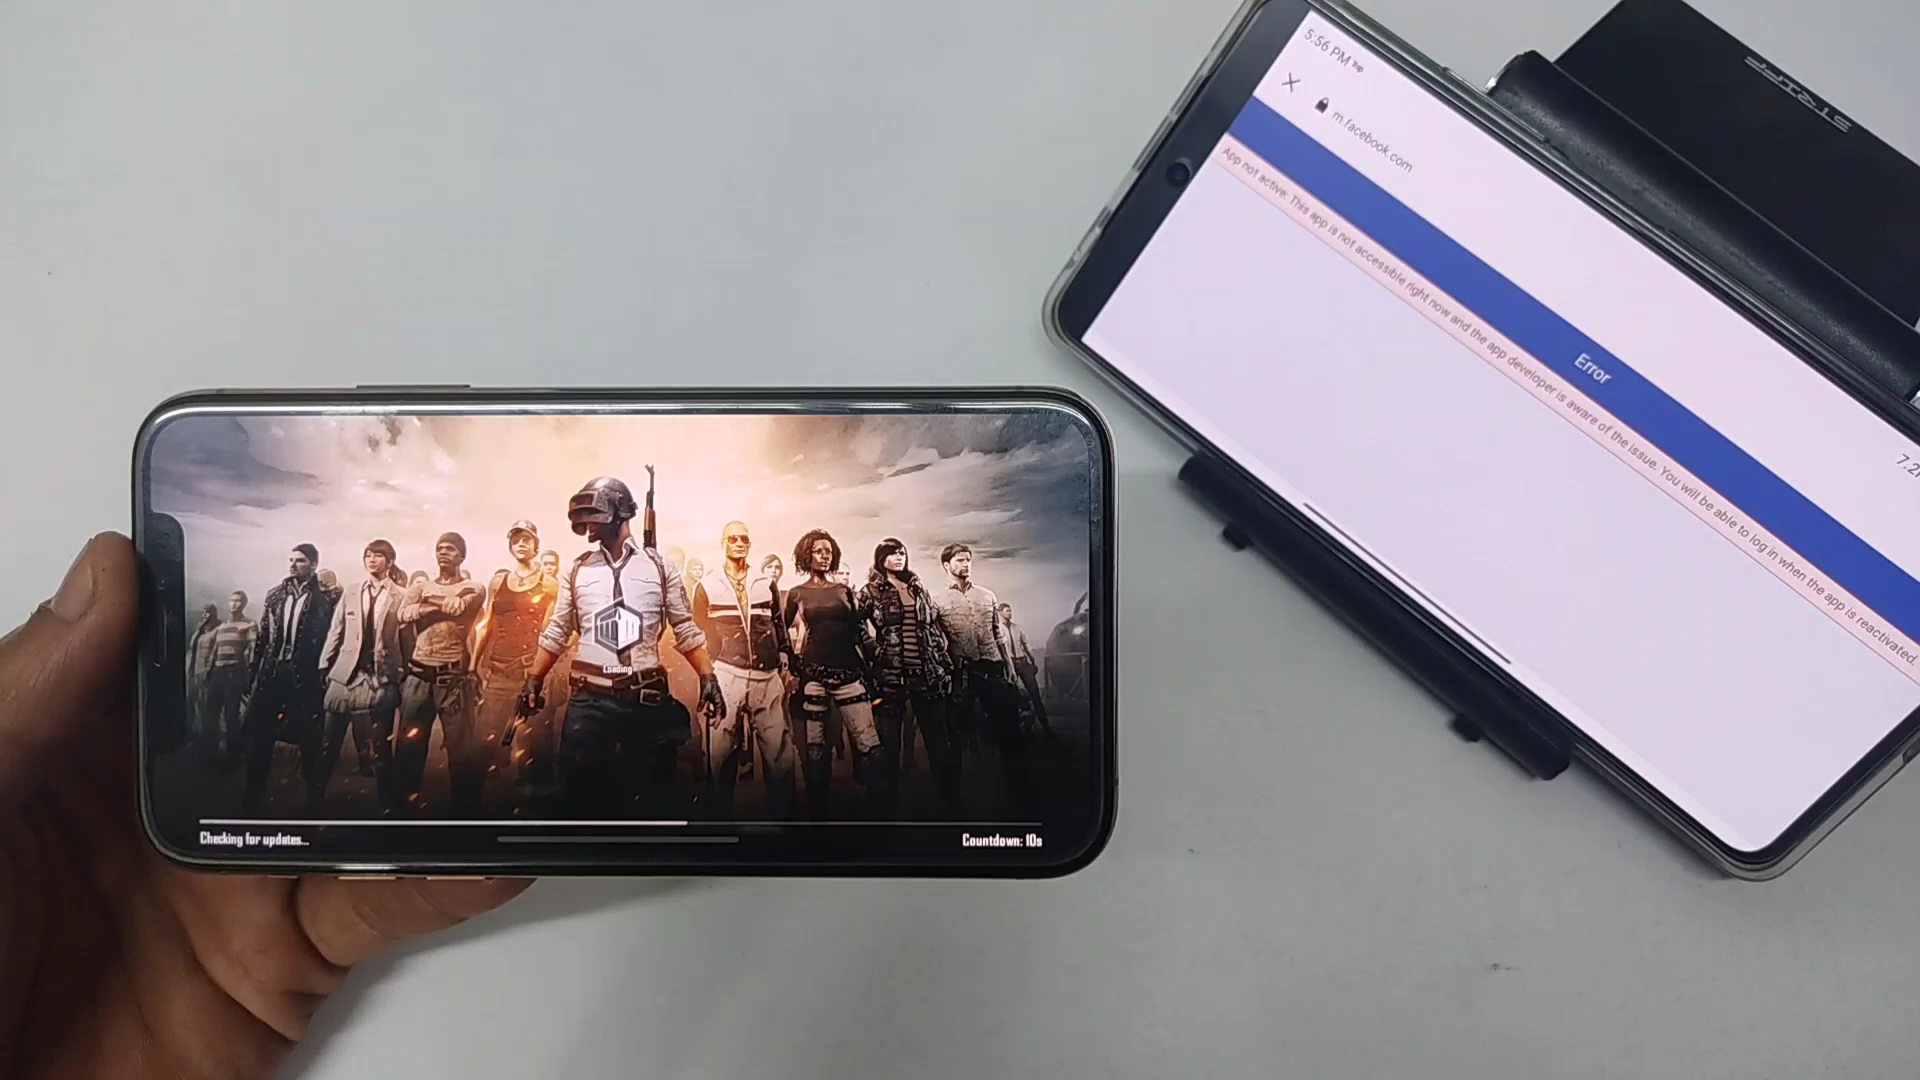 5:56 PM
m.facebook.com
Error
App not active: This app is not accessible right now and the app developer is aware of the issue. You will be able to log in when the app is reactivated.
Loading
Checking for updates...
Countdown: 10s